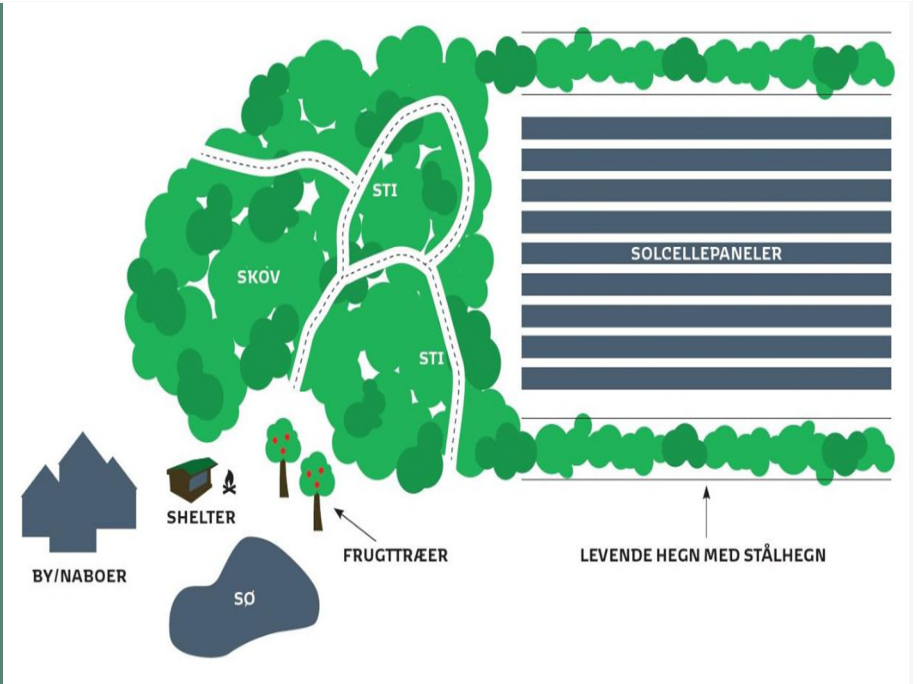 STI
SOLCELLEPANELER
SKOV
STI
SHELTER
FRUGTTRÆER
LEVENDE HEGN MED STÅLHEGN
BY/NABOER
SØ